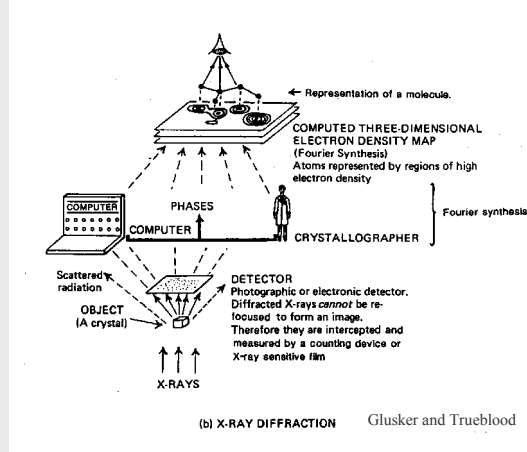 Representation of a molecule.
COMPUTED THREE-DIMENSIONAL
ELECTRON DENSITY MAP
(Fourier Synthesis)
Atoms represented by regions of high
electron density
COMPUTER
PHASES
COMPUTER
CRYSTALLOGRAPHER
Fourier synthesis
Scattered
radiation
OBJECT
(A crystal)
DETECTOR
Photographic or electronic detector.
Diffracted X-rays cannot be re-
focused to form an image.
Therefore they are intercepted and
measured by a counting device or
X-ray sensitive film
X-RAYS
(b) X-RAY DIFFRACTION
Glusker and Trueblood